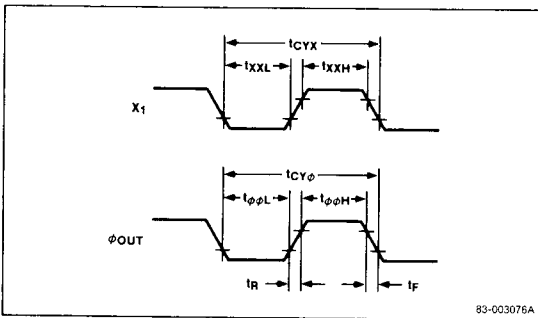 tCYX
tXXL tXXH
X1
tCYφ
tφφL tφφH
φOUT
tR tF
83-003076A